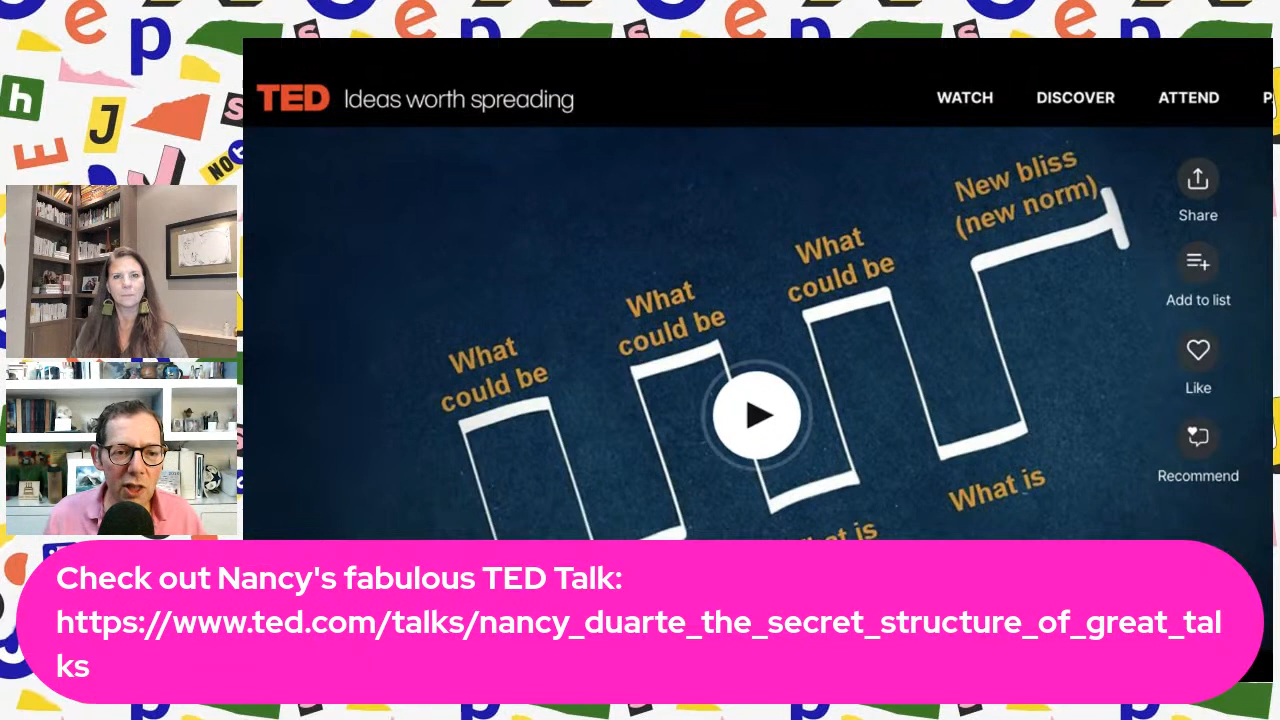 TED Ideas worth spreading
WATCH DISCOVER ATTEND
Share
Add to list
Like
Recommend
New bliss
(new norm)
What
could be
What
could be
What
could be
What is
Check out Nancy's fabulous TED Talk:
https://www.ted.com/talks/nancy_duarte_the_secret_structure_of_great_tal
ks